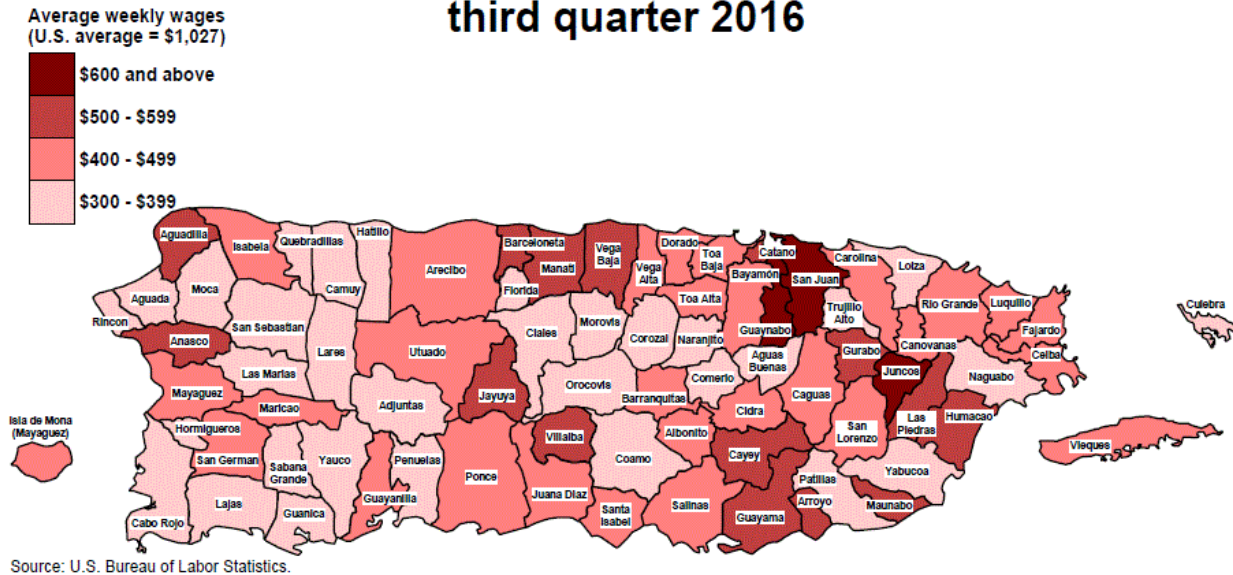 third quarter 2016
Average weekly wages
(U.S. average = $1,027)
$600 and above
$500 - $599
$400 - $499
$300 - $399
Aguadilla
Isabela
Quebradillas
Hatillo
Camuy
Arecibo
Barceloneta
Manati
Florida
Vega
Baja
Vega
Alta
Dorado
Toa
Baja
Toa Alta
Bayamón
Catano
San Juan
Guaynabo
Carolina
Trujillo
Alto
Loiza
Rio Grande
Luquillo
Fajardo
Ceiba
Canovanas
Culebra
Rincon
Aguada
Moca
San Sebastian
Anasco
Las Marias
Lares
Utuado
Ciales
Morovis
Corozal
Naranjito
Aguas
Buenas
Gurabo
Juncos
Naguabo
Mayaguez
Maricao
Adjuntas
Jayuya
Orocovis
Barranquitas
Comerio
Cidra
Caguas
San
Lorenzo
Las
Piedras
Humacao
Isla de Mona
(Mayaguez)
Hormigueros
San German
Sabana
Grande
Yauco
Guayanilla
Penuelas
Ponce
Villalba
Juana Diaz
Coamo
Aibonito
Cayey
Salinas
Santa
Isabel
Guayama
Patillas
Arroyo
Yabucoa
Maunabo
Vieques
Cabo Rojo
Lajas
Guanica
Source: U.S. Bureau of Labor Statistics.